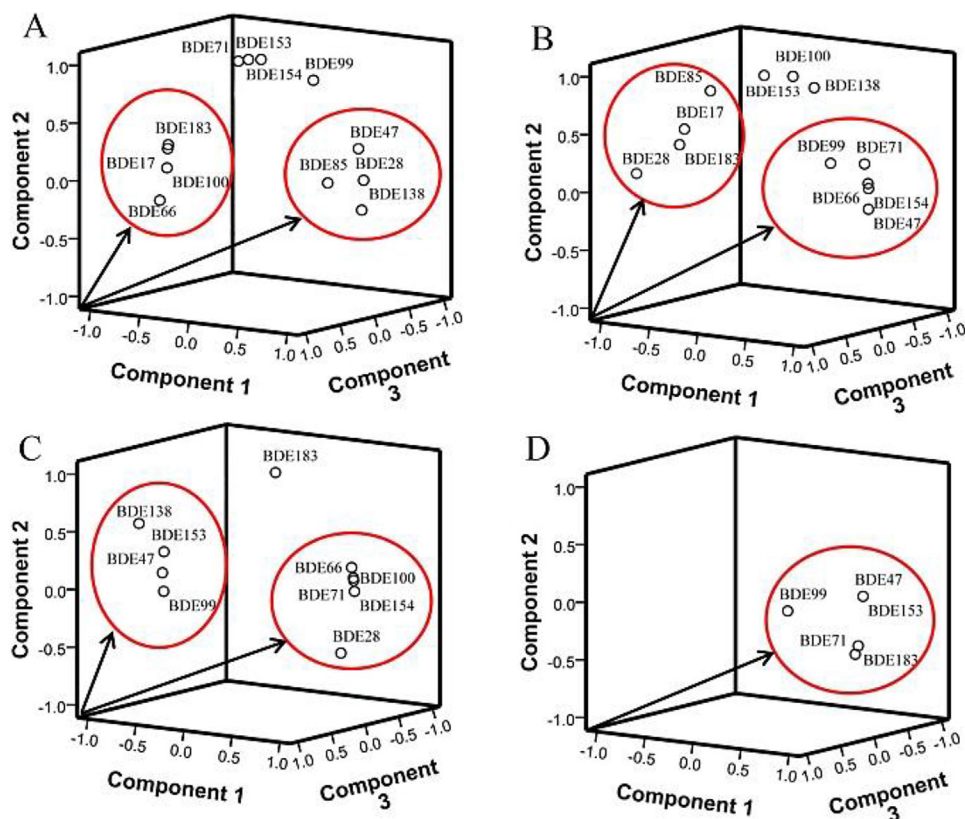 A
BDE71
BDE153
BDE154
BDE99
BDE183
BDE17
BDE100
BDE66
BDE47
BDE85
BDE28
BDE138
Component 2
1.0
0.5
0.0
-0.5
-1.0
-1.0
-0.5
0.0
0.5
1.0
1.0
0.5
0.0
-0.5
-1.0
Component 1
Component
3
B
BDE100
BDE85
BDE153
BDE138
BDE17
BDE28
BDE183
BDE99
BDE71
BDE66
BDE154
BDE47
Component 2
1.0
0.5
0.0
-0.5
-1.0
-1.0
-0.5
0.0
0.5
1.0
1.0
0.5
0.0
-0.5
-1.0
Component 1
Component
3
C
BDE183
BDE138
BDE153
BDE47
BDE99
BDE66
BDE100
BDE71
BDE154
BDE28
Component 2
1.0
0.5
0.0
-0.5
-1.0
-1.0
-0.5
0.0
0.5
1.0
1.0
0.5
0.0
-0.5
-1.0
Component 1
Component
3
D
BDE47
BDE99
BDE153
BDE71
BDE183
Component 2
1.0
0.5
0.0
-0.5
-1.0
-1.0
-0.5
0.0
0.5
1.0
1.0
0.5
0.0
-0.5
-1.0
Component 1
Component
3